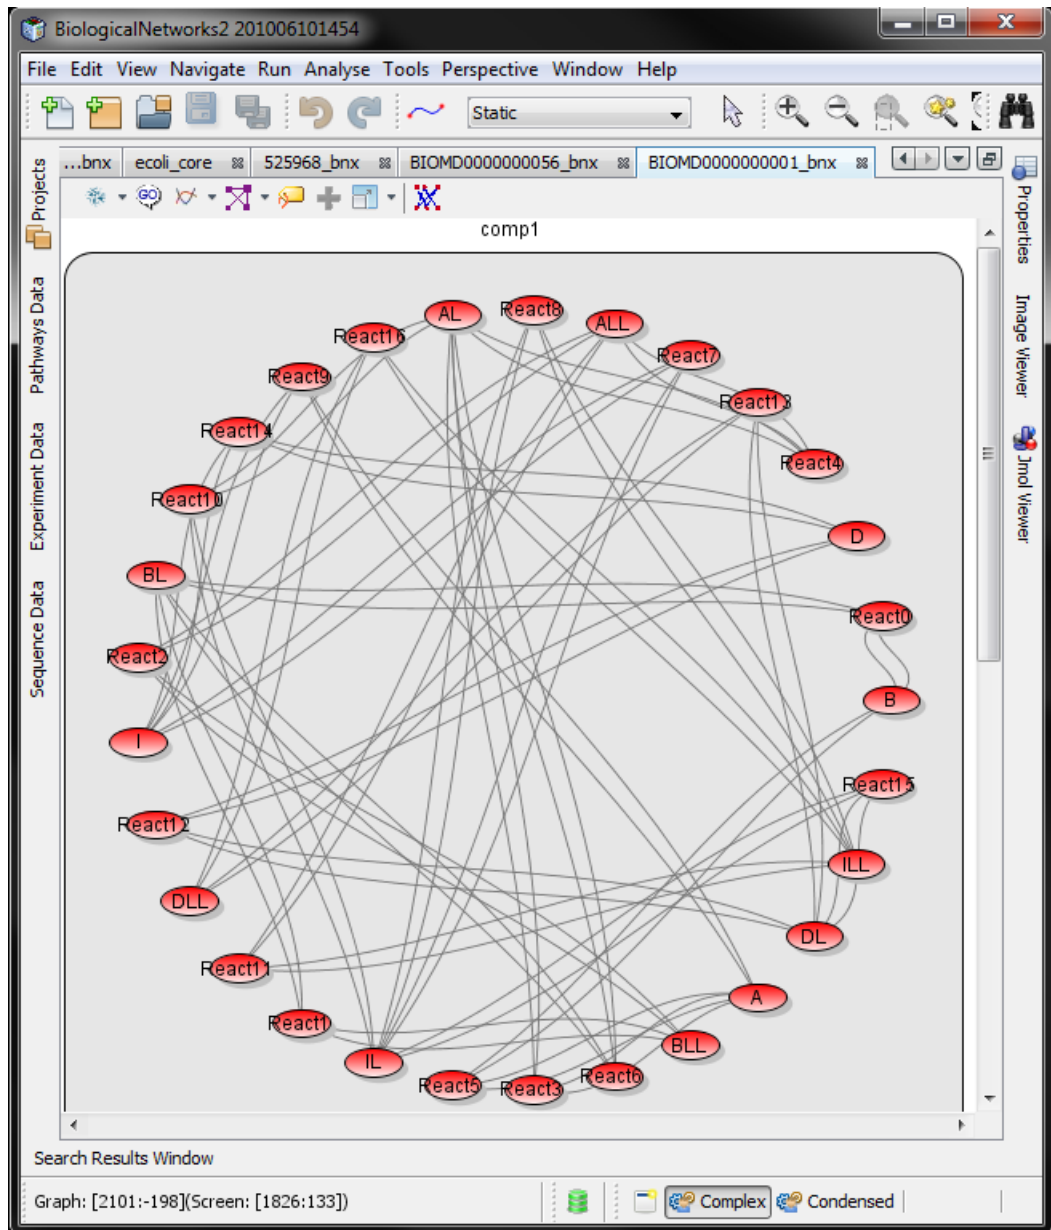 BiologicalNetworks2 201006101454
File Edit View Navigate Run Analyse Tools Perspective Window Help
Static
...bnx ecoli_core 525968_bnx BIOMD0000000056_bnx BIOMD0000000001_bnx
Projects
Pathways Data
Experiment Data
Sequence Data
GO
Properties
Image Viewer
Jmol Viewer
comp1
AL
React8
ALL
React16
React7
React9
React13
React14
React4
React10
D
BL
React0
React2
B
I
React15
React12
ILL
DLL
DL
React11
A
React1
BLL
IL
React6
React5
React3
Search Results Window
Graph: [2101:-198](Screen: [1826:133]) Complex Condensed